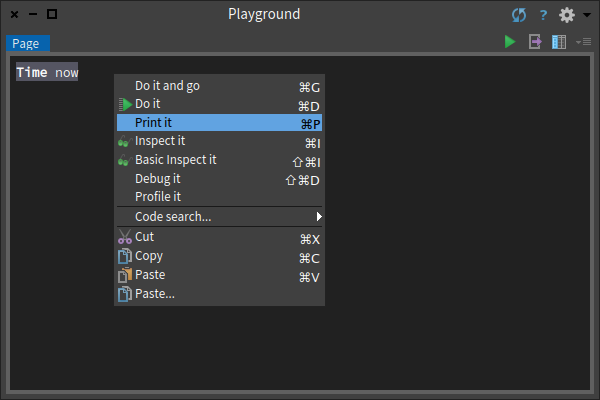 Playground
?
Page
Time now
Do it and go ⌘G
Do it ⌘D
Print it ⌘P
Inspect it ⌘I
Basic Inspect it ⇧⌘I
Debug it ⇧⌘D
Profile it
Code search...
Cut ⌘X
Copy ⌘C
Paste ⌘V
Paste...